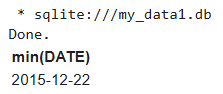 * sqlite:///my_data1.db
Done.
min(DATE)
2015-12-22